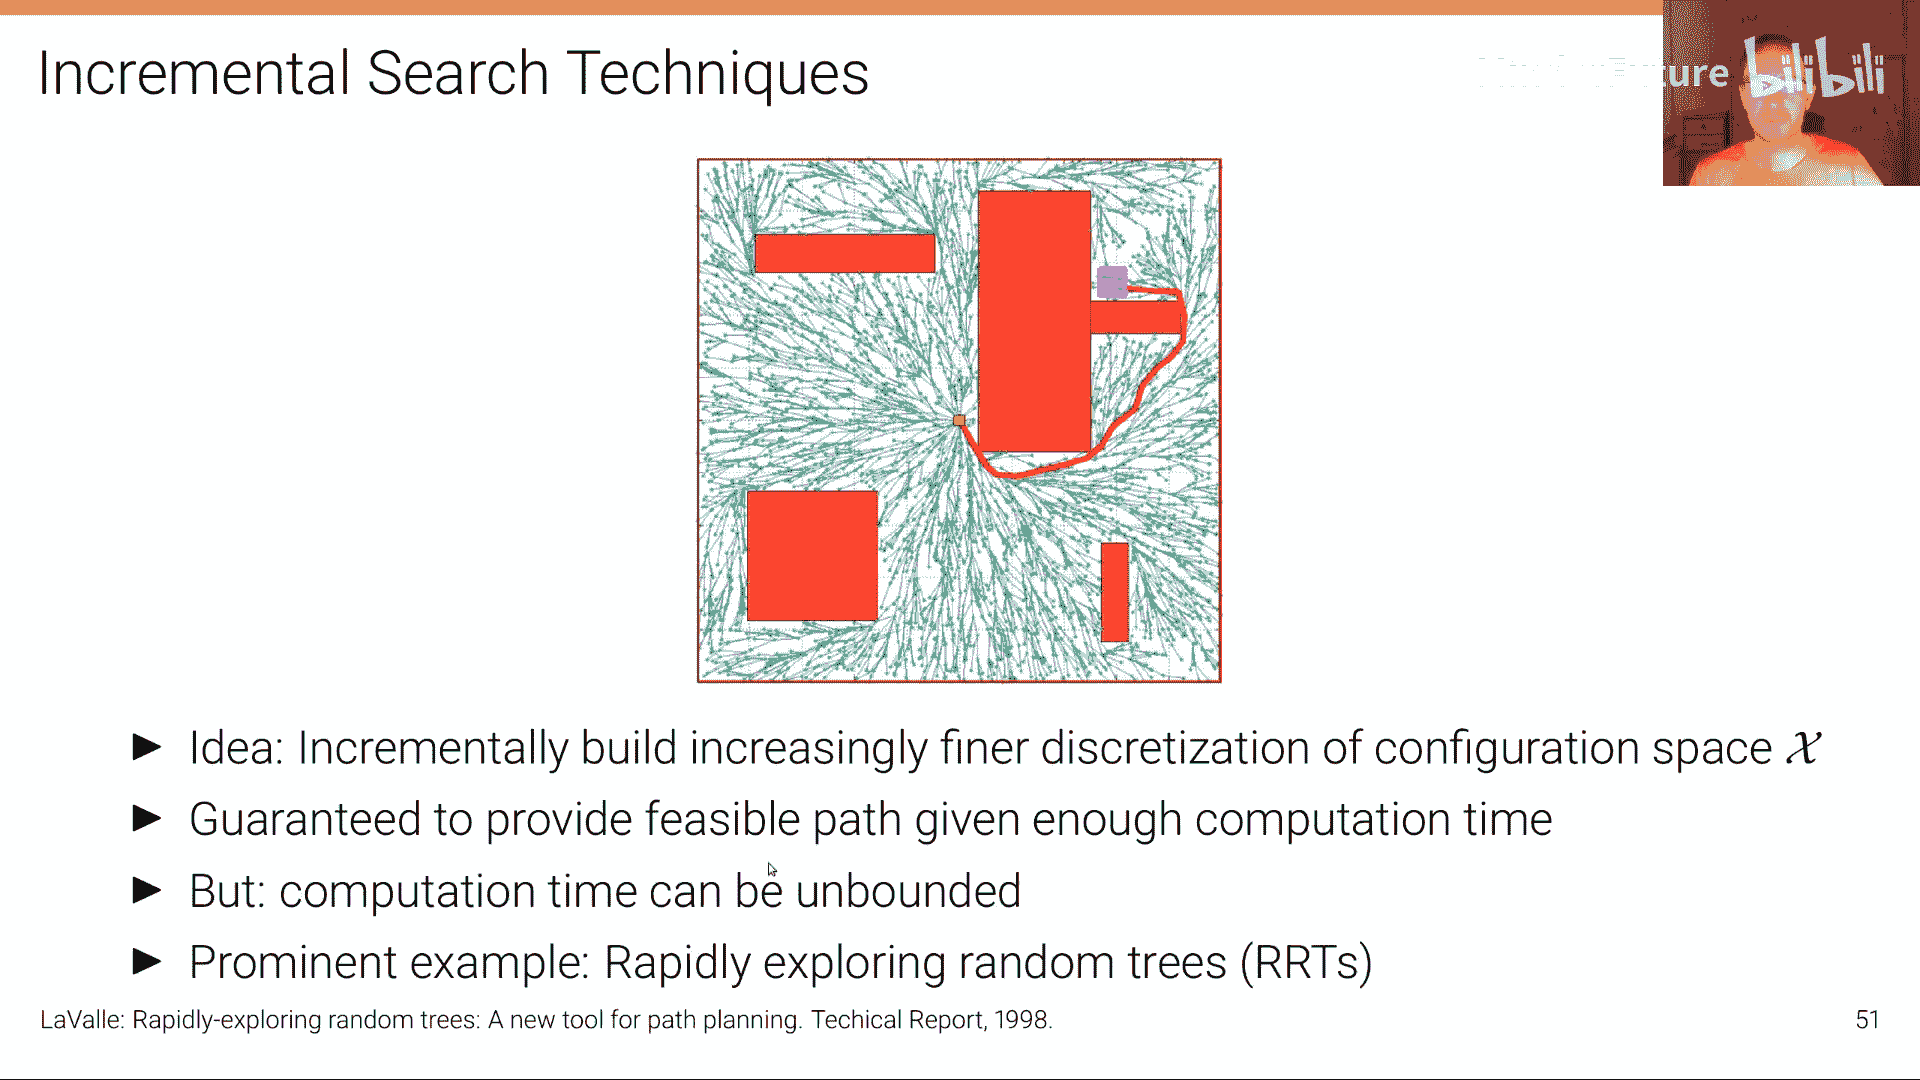 Incremental Search Techniques
bilibili
► Idea: Incrementally build increasingly finer discretization of configuration space 𝒳
► Guaranteed to provide feasible path given enough computation time
► But: computation time can be unbounded
► Prominent example: Rapidly exploring random trees (RRTs)
LaValle: Rapidly-exploring random trees: A new tool for path planning. Techical Report, 1998.
51